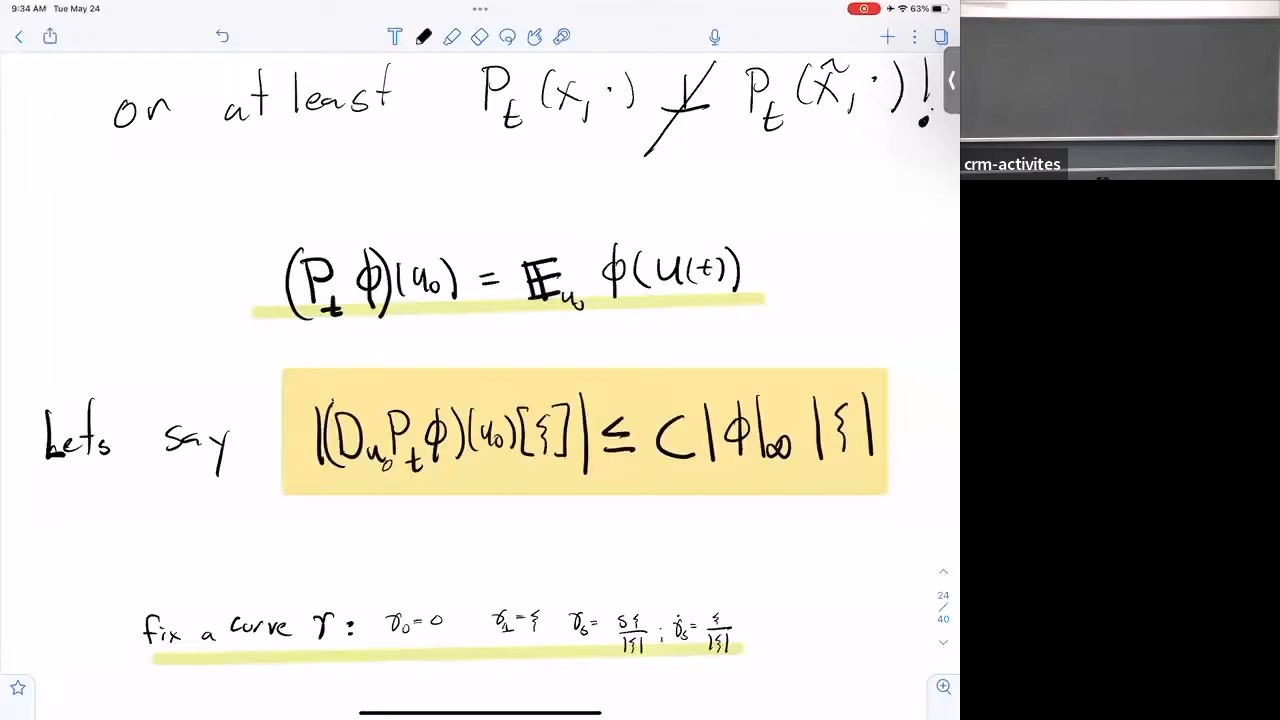 9:34 AM Tue May 24
63%
or at least P_t(x, ·) ⊥̸ P_t(x̃, ·)!
crm-activites
(P_t φ)(u_0) = 𝔼_{u_0} φ(u(t))
Lets say |(D_{u_0} P_t φ)(u_0)[ξ]| ≤ C|φ|_∞ |ξ|
fix a curve γ: γ_0 = 0 γ_1 = ξ γ_s = sξ/|ξ| ; γ̇_s = ξ/|ξ|
24
/
40